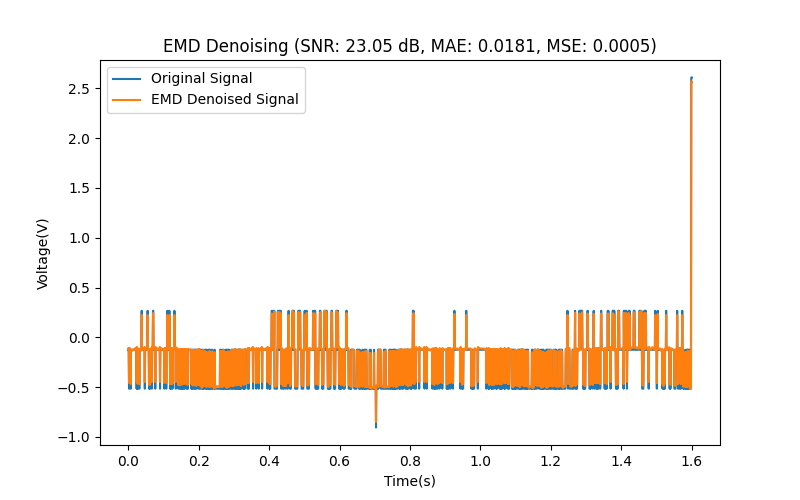 EMD Denoising (SNR: 23.05 dB, MAE: 0.0181, MSE: 0.0005)
Original Signal
EMD Denoised Signal
2.5
2.0
1.5
1.0
0.5
0.0
−0.5
−1.0
Voltage(V)
0.0 0.2 0.4 0.6 0.8 1.0 1.2 1.4 1.6
Time(s)